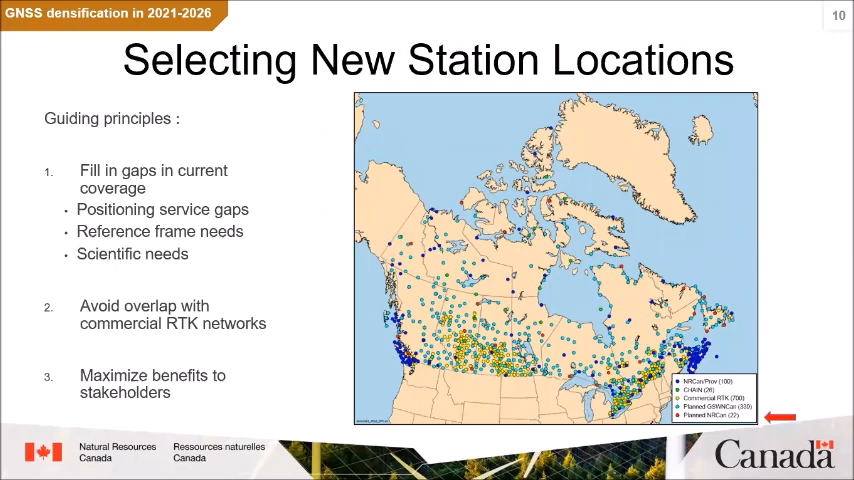 GNSS densification in 2021-2026
10
Selecting New Station Locations
Guiding principles :
1. Fill in gaps in current
coverage
• Positioning service gaps
• Reference frame needs
• Scientific needs
2. Avoid overlap with
commercial RTK networks
3. Maximize benefits to
stakeholders
NRCan/Prov (100)
CHAIN (26)
Commercial RTK (700)
Planned GSWNCan (330)
Planned NRCan (22)
Natural Resources
Canada
Ressources naturelles
Canada
Canada